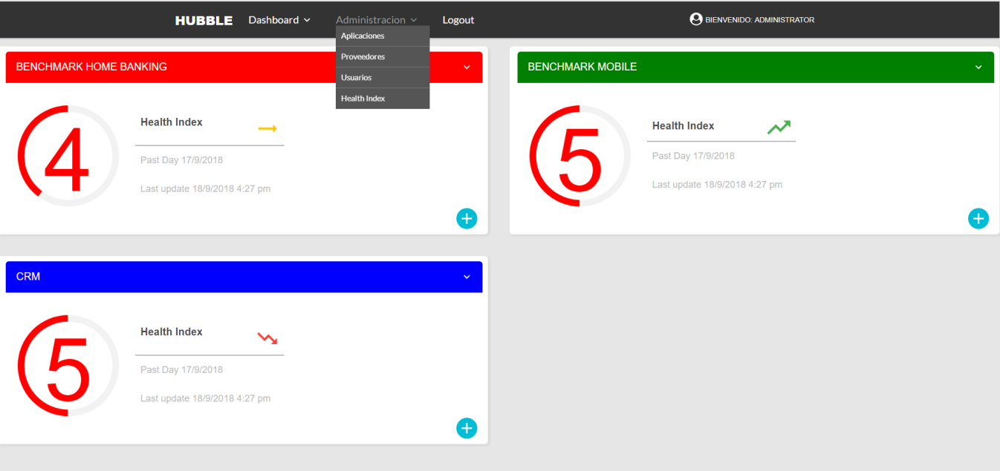 HUBBLE Dashboard Administracion Logout BIENVENIDO: ADMINISTRATOR
Aplicaciones
Proveedores
Usuarios
Health Index
BENCHMARK HOME BANKING
4
Health Index
Past Day 17/9/2018
Last update 18/9/2018 4:27 pm
BENCHMARK MOBILE
5
Health Index
Past Day 17/9/2018
Last update 18/9/2018 4:27 pm
CRM
5
Health Index
Past Day 17/9/2018
Last update 18/9/2018 4:27 pm